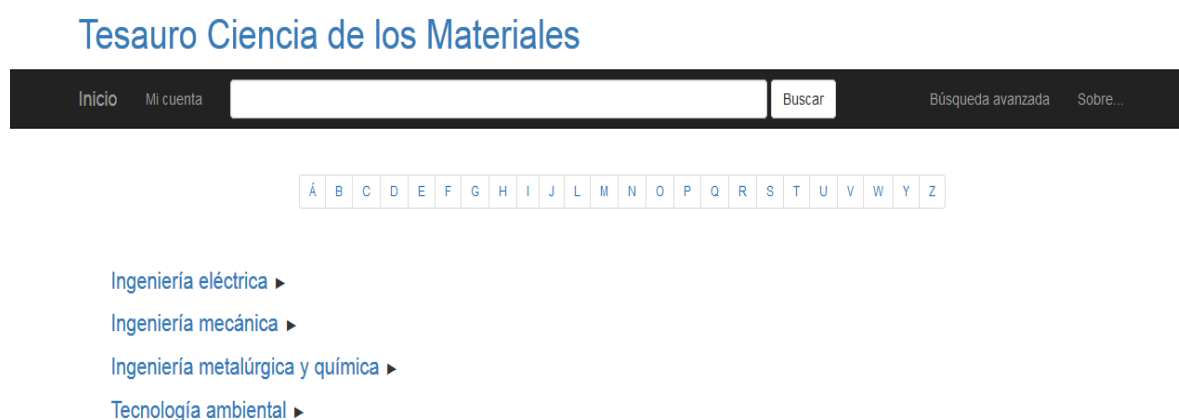 Tesauro Ciencia de los Materiales
Inicio Mi cuenta Buscar Búsqueda avanzada Sobre...
Á B C D E F G H I J L M N O P Q R S T U V W Y Z
Ingeniería eléctrica ►
Ingeniería mecánica ►
Ingeniería metalúrgica y química ►
Tecnología ambiental ►